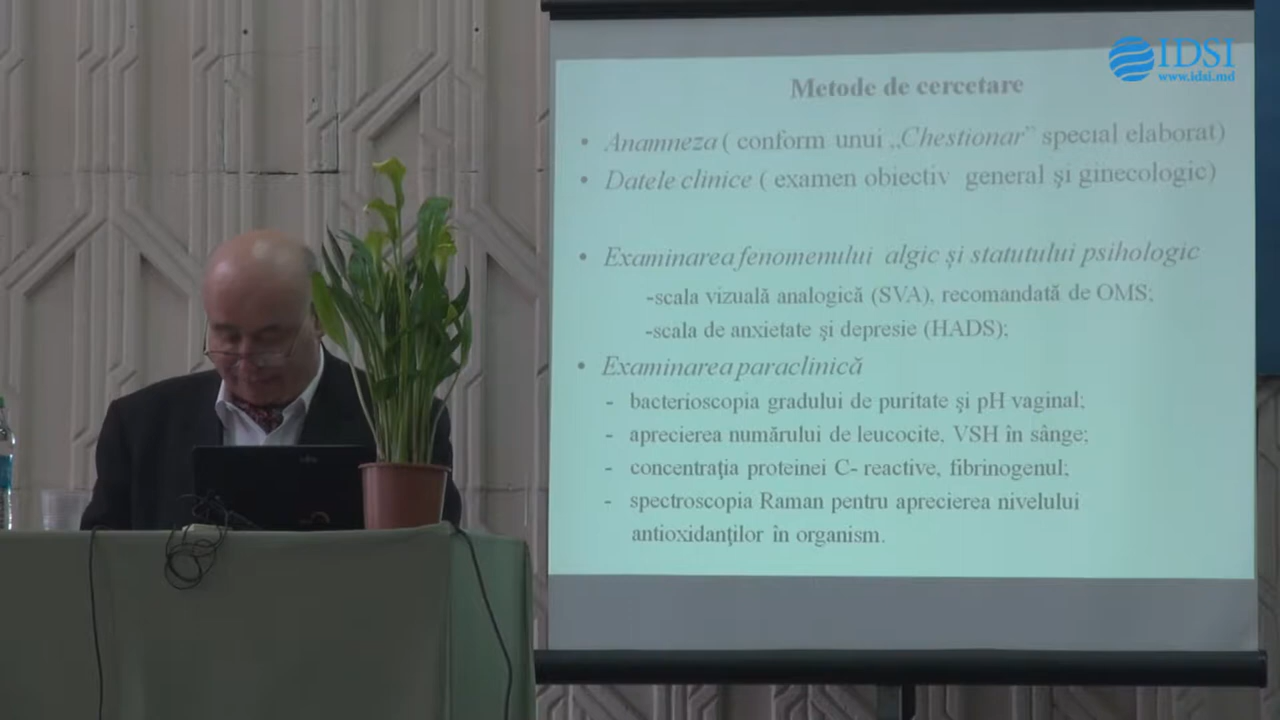 IDSI
www.idsi.md
Metode de cercetare
• Anamneza ( conform unui „Chestionar” special elaborat)
• Datele clinice ( examen obiectiv general şi ginecologic)
• Examinarea fenomenului algic şi statutului psihologic
-scala vizuală analogică (SVA), recomandată de OMS;
-scala de anxietate şi depresie (HADS);
• Examinarea paraclinică
- bacterioscopia gradului de puritate şi pH vaginal;
- aprecierea numărului de leucocite, VSH în sânge;
- concentraţia proteinei C- reactive, fibrinogenul;
- spectroscopia Raman pentru aprecierea nivelului
antioxidanţilor în organism.